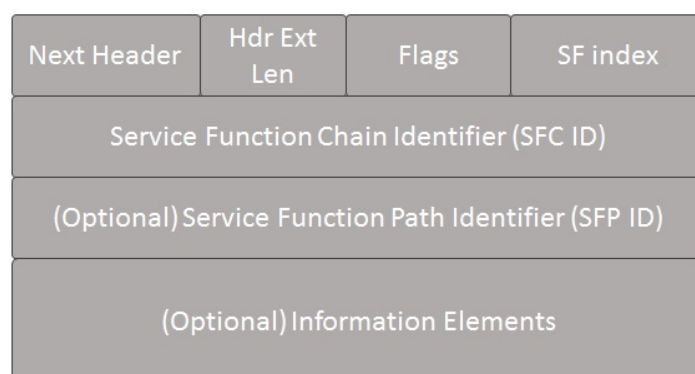 Next Header
Hdr Ext
Len
Flags
SF index
Service Function Chain Identifier (SFC ID)
(Optional) Service Function Path Identifier (SFP ID)
(Optional) Information Elements